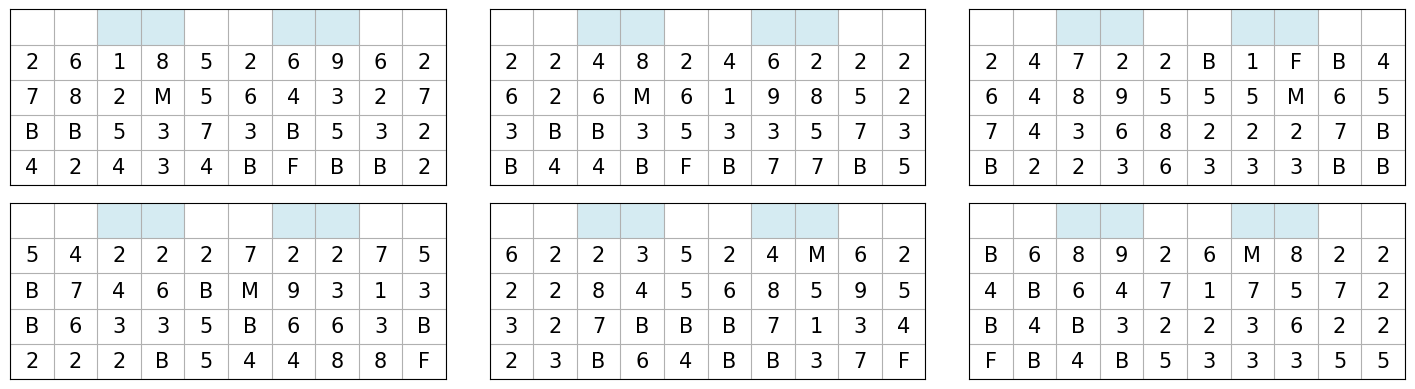 2 6 1 8 5 2 6 9 6 2
7 8 2 M 5 6 4 3 2 7
B B 5 3 7 3 B 5 3 2
4 2 4 3 4 B F B B 2
2 2 4 8 2 4 6 2 2 2
6 2 6 M 6 1 9 8 5 2
3 B B 3 5 3 3 5 7 3
B 4 4 B F B 7 7 B 5
2 4 7 2 2 B 1 F B 4
6 4 8 9 5 5 5 M 6 5
7 4 3 6 8 2 2 2 7 B
B 2 2 3 6 3 3 3 B B
5 4 2 2 2 7 2 2 7 5
B 7 4 6 B M 9 3 1 3
B 6 3 3 5 B 6 6 3 B
2 2 2 B 5 4 4 8 8 F
6 2 2 3 5 2 4 M 6 2
2 2 8 4 5 6 8 5 9 5
3 2 7 B B B 7 1 3 4
2 3 B 6 4 B B 3 7 F
B 6 8 9 2 6 M 8 2 2
4 B 6 4 7 1 7 5 7 2
B 4 B 3 2 2 3 6 2 2
F B 4 B 5 3 3 3 5 5